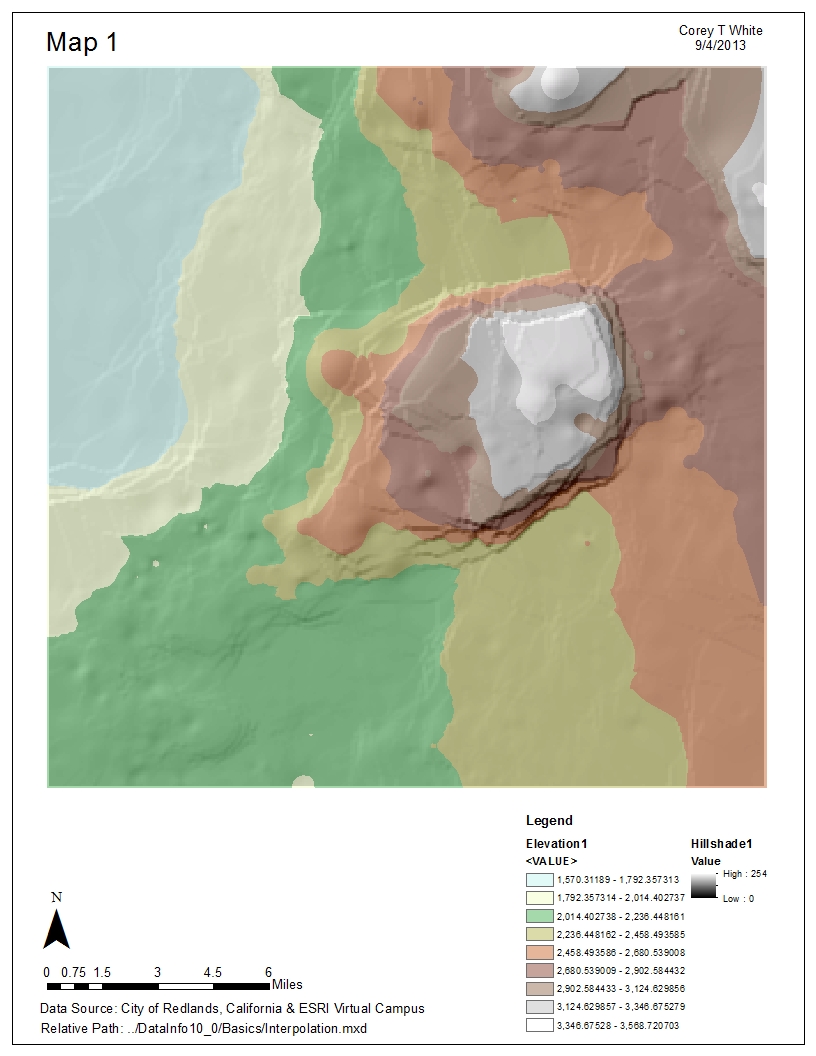 Map 1
Corey T White
9/4/2013
Legend
Elevation1
<VALUE>
1,570.31189 - 1,792.357313
1,792.357314 - 2,014.402737
2,014.402738 - 2,236.448161
2,236.448162 - 2,458.493585
2,458.493586 - 2,680.539008
2,680.539009 - 2,902.584432
2,902.584433 - 3,124.629856
3,124.629857 - 3,346.675279
3,346.67528 - 3,568.720703
Hillshade1
Value
High : 254
Low : 0
N
0 0.75 1.5 3 4.5 6
Miles
Data Source: City of Redlands, California & ESRI Virtual Campus
Relative Path: ../DataInfo10_0/Basics/Interpolation.mxd